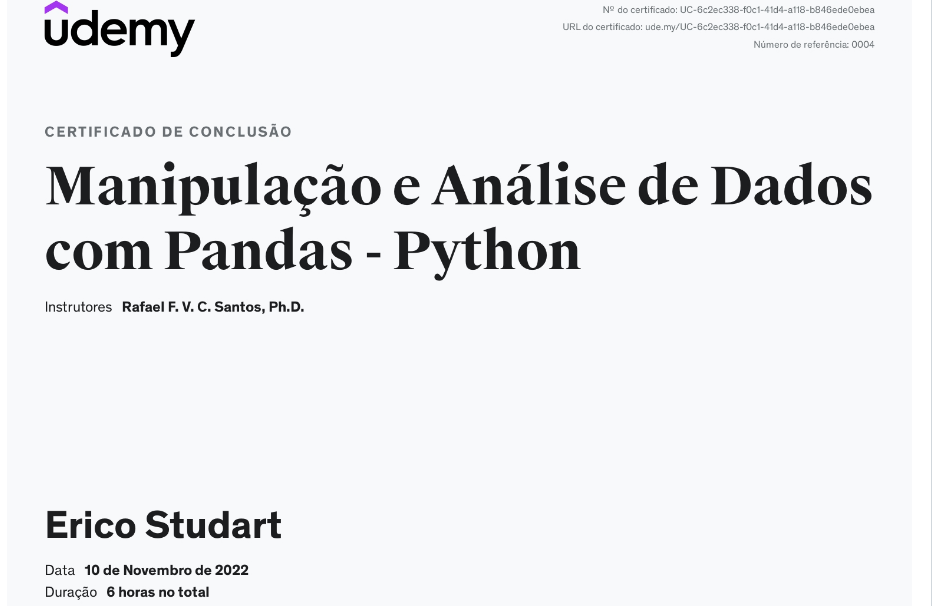 udemy
Nº do certificado: UC-6c2ec338-f0c1-41d4-a118-b846ede0ebea
URL do certificado: ude.my/UC-6c2ec338-f0c1-41d4-a118-b846ede0ebea
Número de referência: 0004
CERTIFICADO DE CONCLUSÃO
Manipulação e Análise de Dados
com Pandas - Python
Instrutores Rafael F. V. C. Santos, Ph.D.
Erico Studart
Data 10 de Novembro de 2022
Duração 6 horas no total